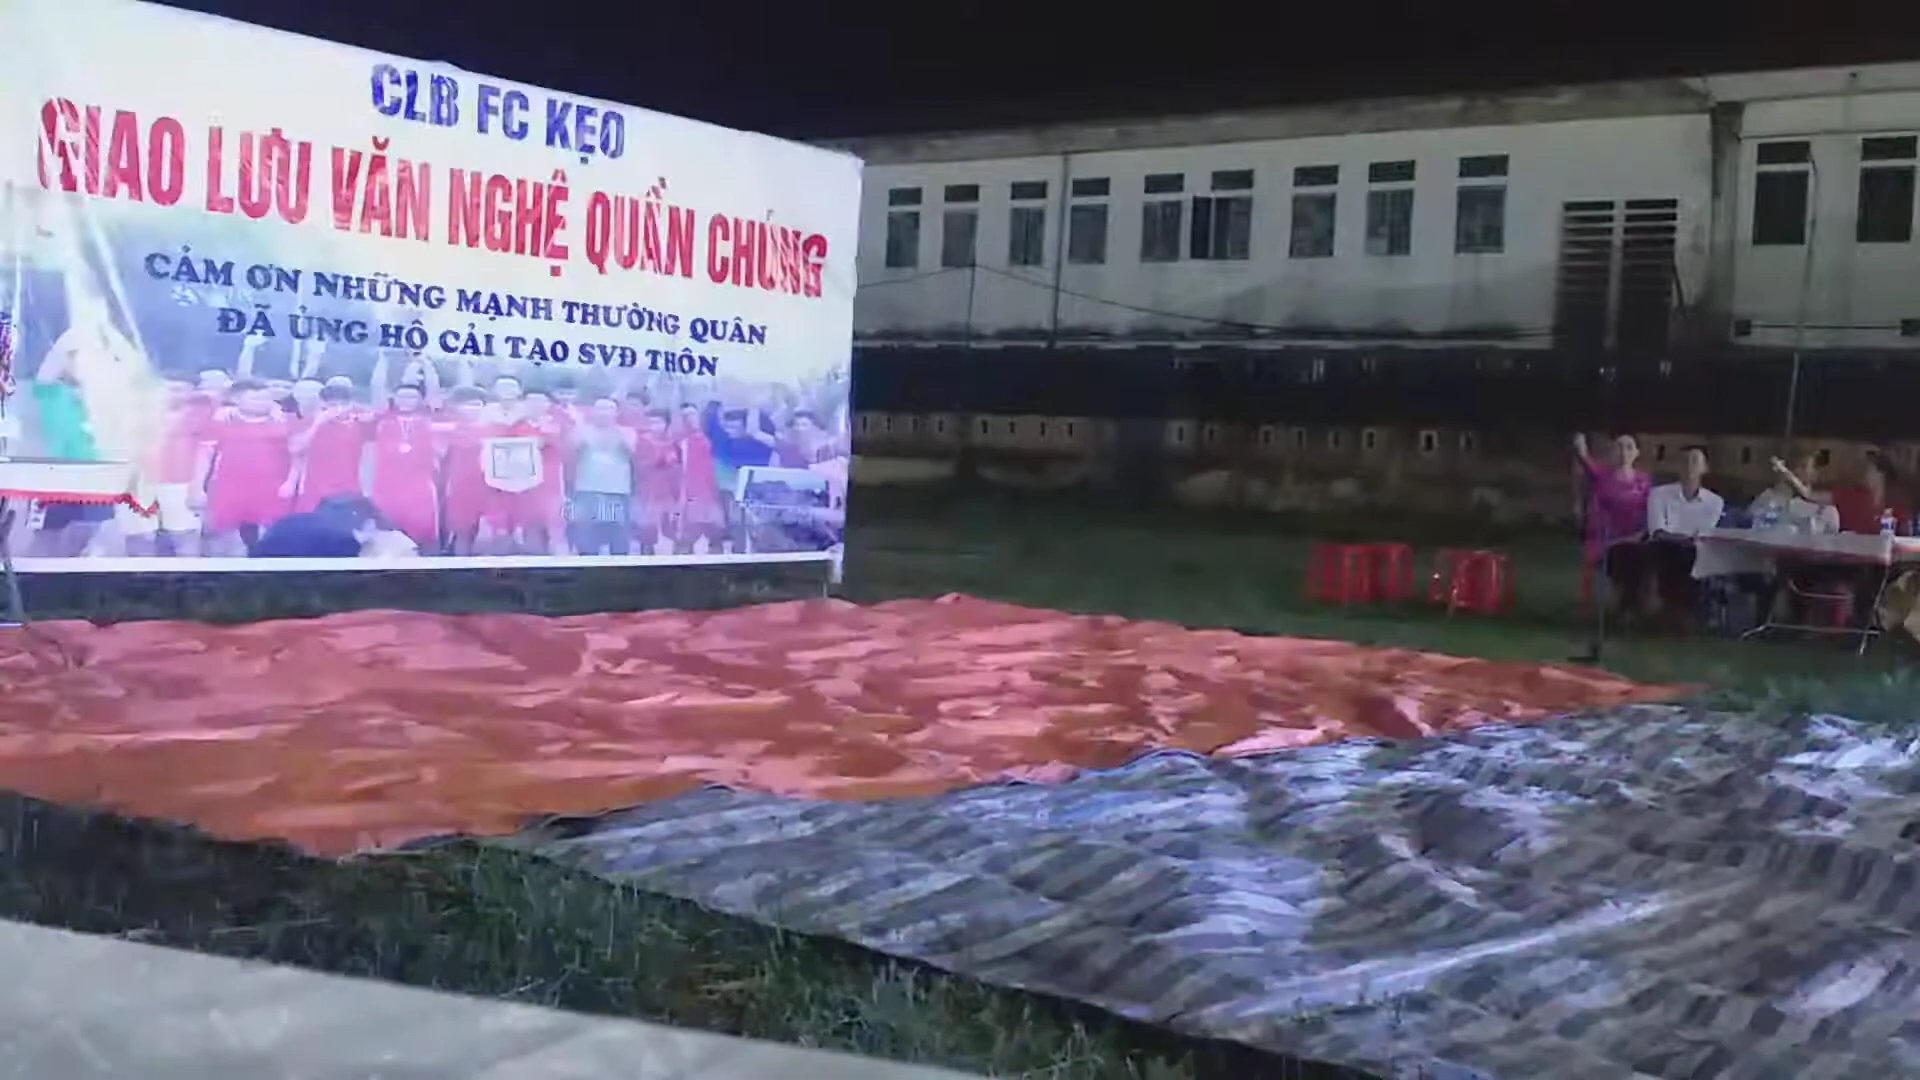 CLB FC KẸO
GIAO LƯU VĂN NGHỆ QUẦN CHÚNG
CẢM ƠN NHỮNG MẠNH THƯỜNG QUÂN
ĐÃ ỦNG HỘ CẢI TẠO SVĐ THÔN